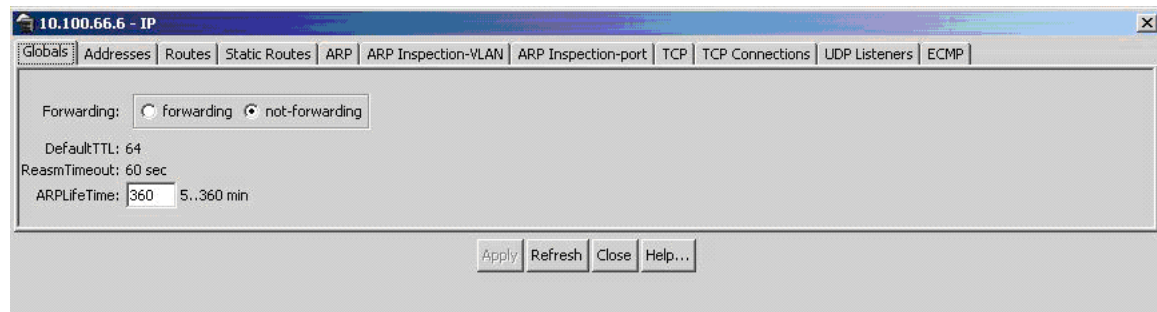 10.100.66.6 - IP
Globals Addresses Routes Static Routes ARP ARP Inspection-VLAN ARP Inspection-port TCP TCP Connections UDP Listeners ECMP
Forwarding: forwarding not-forwarding
DefaultTTL: 64
ReasmTimeout: 60 sec
ARPLifeTime: 360 5..360 min
Apply Refresh Close Help...